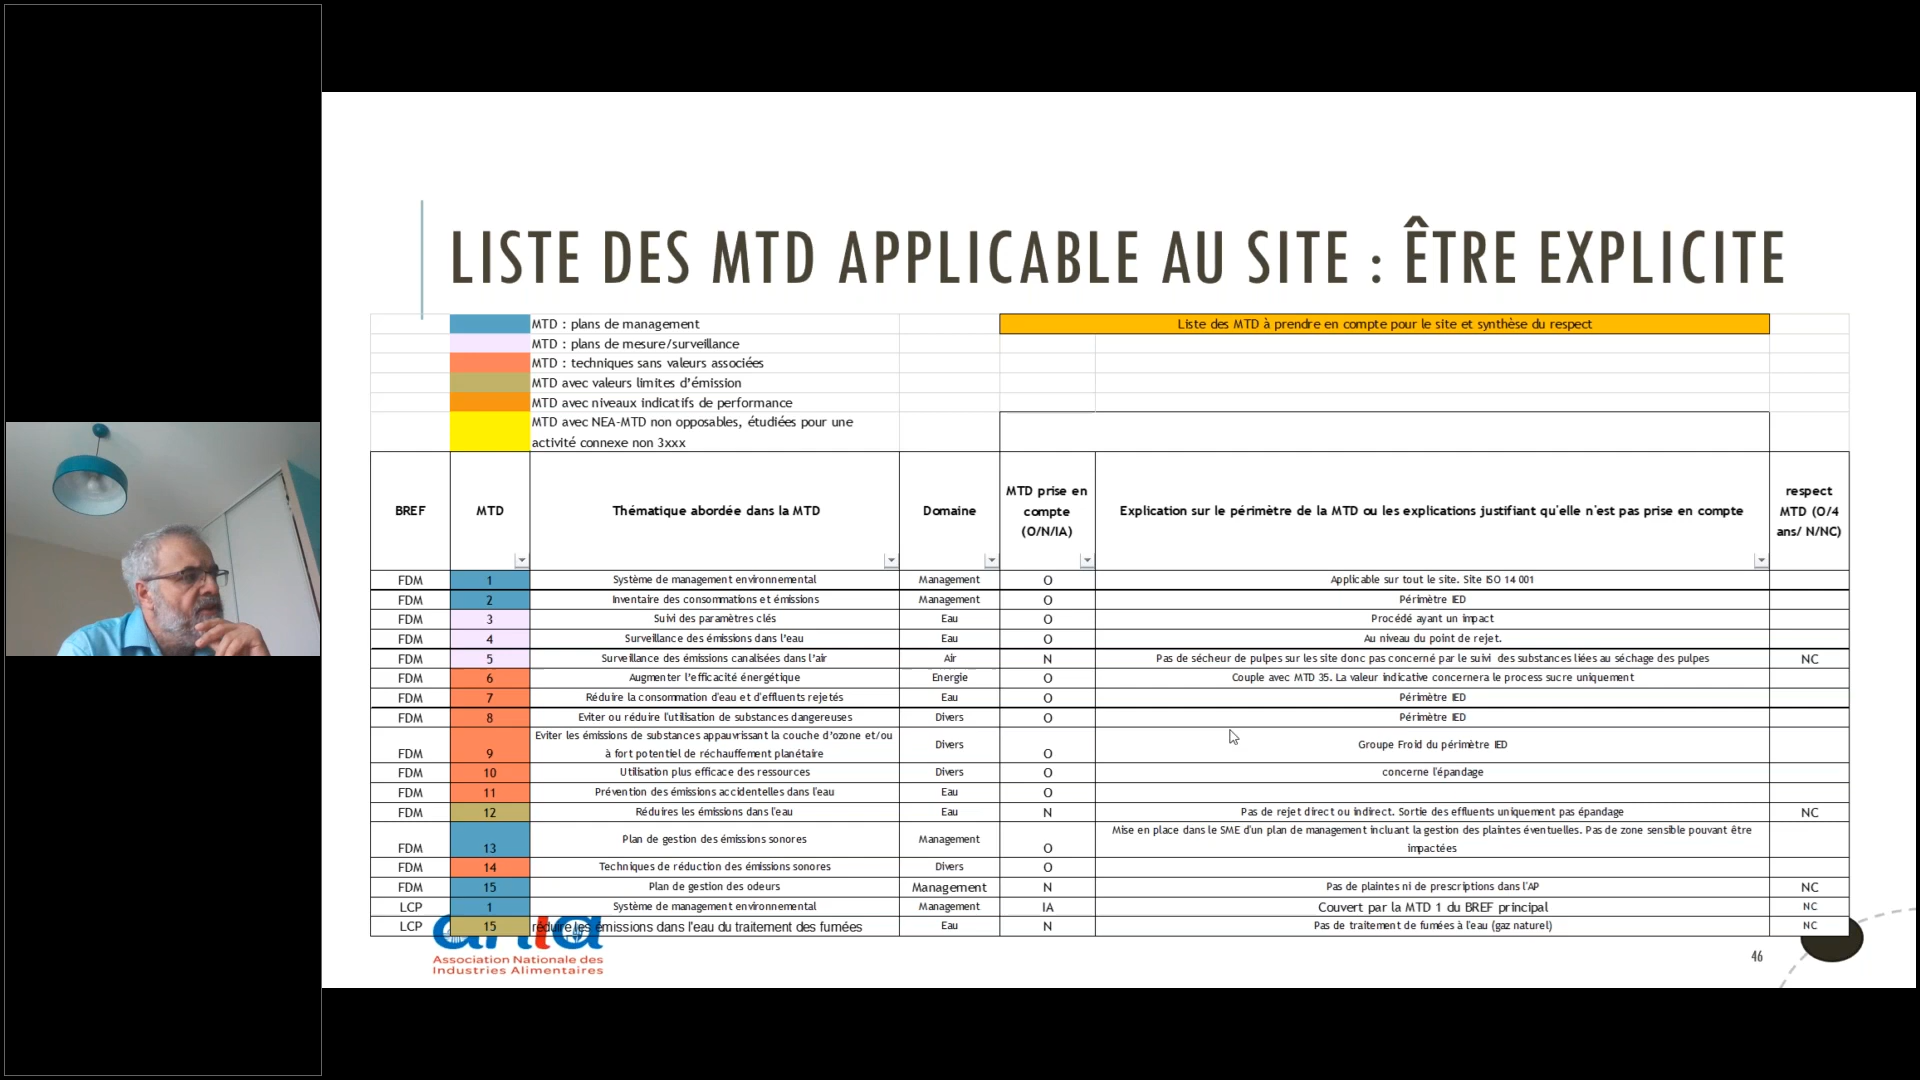 LISTE DES MTD APPLICABLE AU SITE : ÊTRE EXPLICITE
MTD : plans de management
Liste des MTD à prendre en compte pour le site et synthèse du respect
MTD : plans de mesure/surveillance
MTD : techniques sans valeurs associées
MTD avec valeurs limites d'émission
MTD avec niveaux indicatifs de performance
MTD avec NEA-MTD non opposables, étudiées pour une
activité connexe non 3xxx
BREF MTD Thématique abordée dans la MTD Domaine MTD prise en compte (O/N/IA) Explication sur le périmètre de la MTD ou les explications justifiant qu'elle n'est pas prise en compte respect MTD (O/4 ans/ N/NC)
FDM 1 Système de management environnemental Management O Applicable sur tout le site. Site ISO 14 001
FDM 2 Inventaire des consommations et émissions Management O Périmètre IED
FDM 3 Suivi des paramètres clés Eau O Procédé ayant un impact
FDM 4 Surveillance des émissions dans l'eau Eau O Au niveau du point de rejet.
FDM 5 Surveillance des émissions canalisées dans l'air Air N Pas de sécheur de pulpes sur les site donc pas concerné par le suivi des substances liées au séchage des pulpes NC
FDM 6 Augmenter l'efficacité énergétique Energie O Couple avec MTD 35. La valeur indicative concernera le process sucre uniquement
FDM 7 Réduire la consommation d'eau et d'effluents rejetés Eau O Périmètre IED
FDM 8 Eviter ou réduire l'utilisation de substances dangereuses Divers O Périmètre IED
FDM 9 Eviter les émissions de substances appauvrissant la couche d'ozone et/ou à fort potentiel de réchauffement planétaire Divers O Groupe Froid du périmètre IED
FDM 10 Utilisation plus efficace des ressources Divers O concerne l'épandage
FDM 11 Prévention des émissions accidentelles dans l'eau Eau O
FDM 12 Réduires les émissions dans l'eau Eau N Pas de rejet direct ou indirect. Sortie des effluents uniquement pas épandage NC
FDM 13 Plan de gestion des émissions sonores Management O Mise en place dans le SME d'un plan de management incluant la gestion des plaintes éventuelles. Pas de zone sensible pouvant être impactées
FDM 14 Techniques de réduction des émissions sonores Divers O
FDM 15 Plan de gestion des odeurs Management N Pas de plaintes ni de prescriptions dans l'AP NC
LCP 1 Système de management environnemental Management IA Couvert par la MTD 1 du BREF principal NC
LCP 15 réduire les émissions dans l'eau du traitement des fumées Eau N Pas de traitement de fumées à l'eau (gaz naturel) NC
ania
Association Nationale des
Industries Alimentaires
46